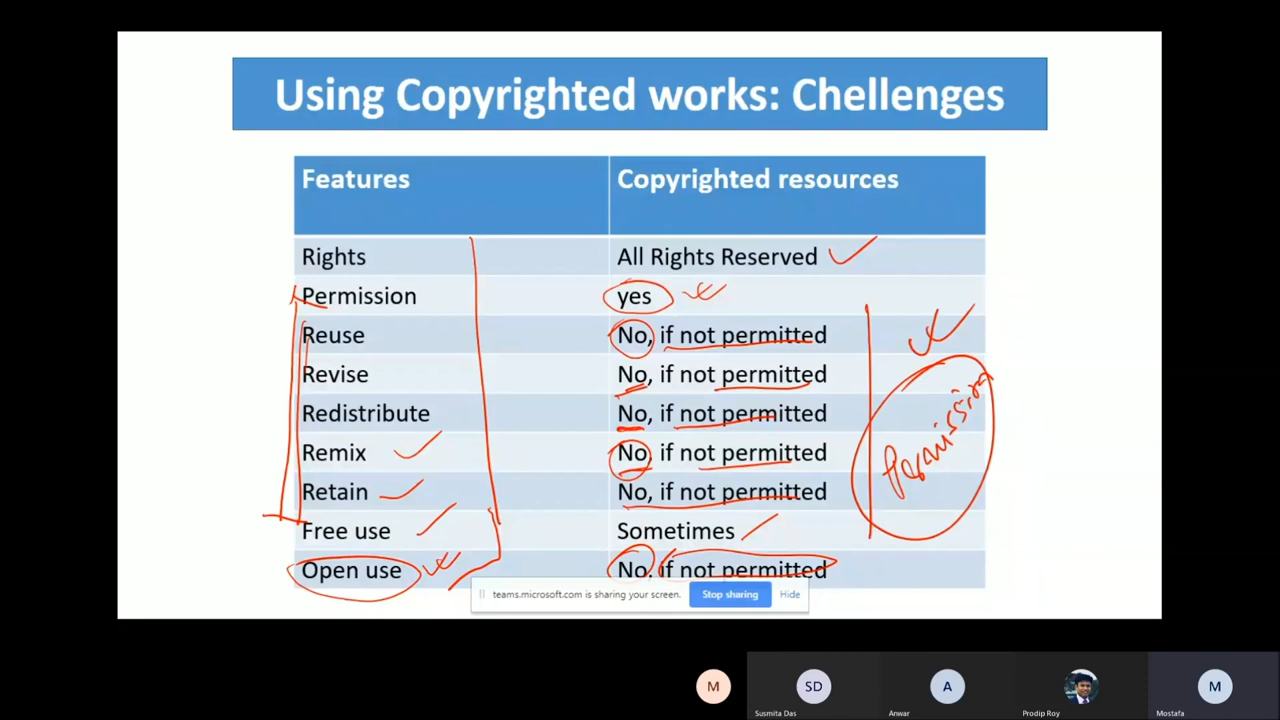 Using Copyrighted works: Chellenges
Features Copyrighted resources
Rights All Rights Reserved
Permission yes
Reuse No, if not permitted
Revise No, if not permitted
Redistribute No, if not permitted
Remix No, if not permitted
Retain No, if not permitted
Free use Sometimes
Open use No, if not permitted
Permission
teams.microsoft.com is sharing your screen. Stop sharing Hide
M SD A M
Susmita Das Anwar Prodip Roy Mostafa